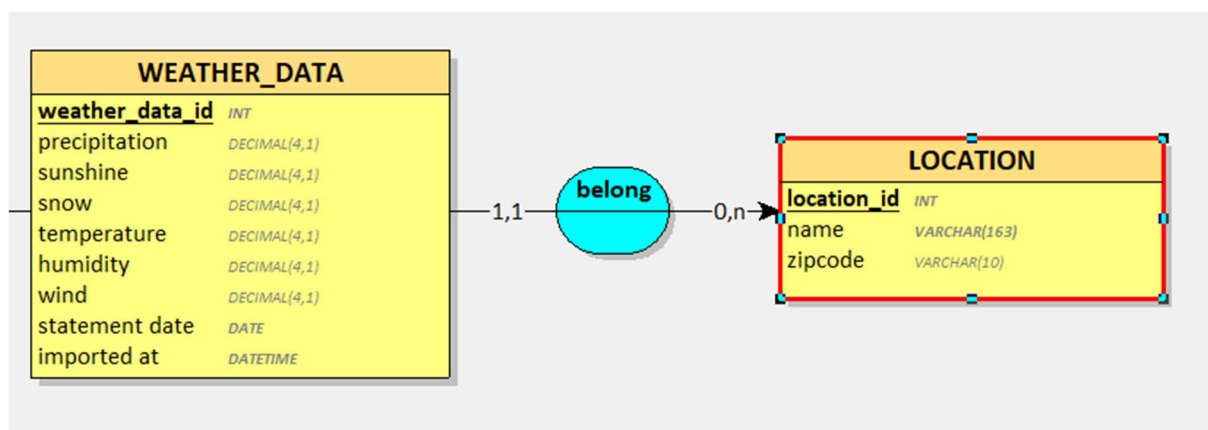 WEATHER_DATA
weather_data_id INT
precipitation DECIMAL(4,1)
sunshine DECIMAL(4,1)
snow DECIMAL(4,1)
temperature DECIMAL(4,1)
humidity DECIMAL(4,1)
wind DECIMAL(4,1)
statement date DATE
imported at DATETIME
1,1
belong
0,n
LOCATION
location_id INT
name VARCHAR(163)
zipcode VARCHAR(10)